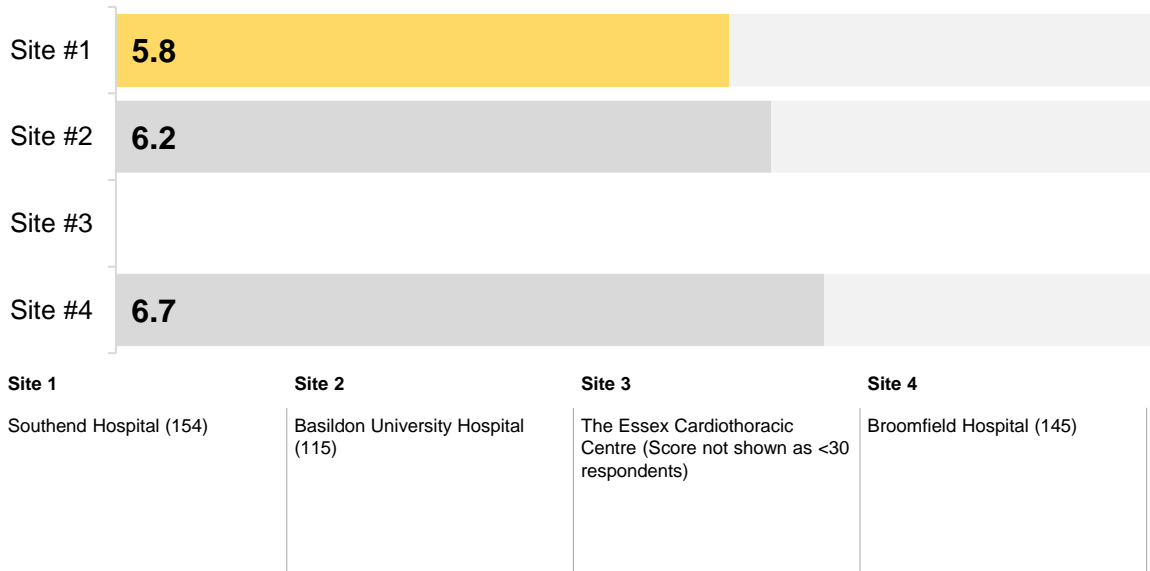 Site #1
5.8
Site #2
6.2
Site #3
Site #4
6.7
Site 1
Southend Hospital (154)
Site 2
Basildon University Hospital
(115)
Site 3
The Essex Cardiothoracic
Centre (Score not shown as <30
respondents)
Site 4
Broomfield Hospital (145)